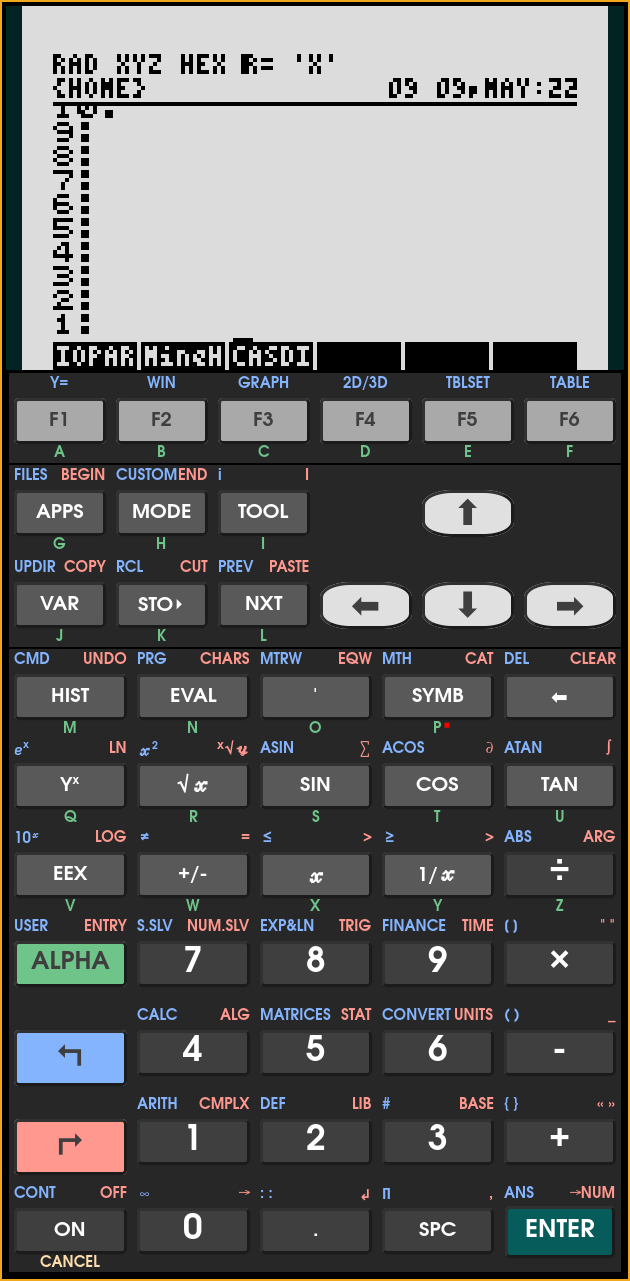 RAD XYZ HEX R= 'X'
{HOME} 09 09, MAY:22
10:
9:
8:
7:
6:
5:
4:
3:
2:
1:
IOPAR MineH CASDI
Y= WIN GRAPH 2D/3D TBLSET TABLE
F1 F2 F3 F4 F5 F6
A B C D E F
FILES BEGIN CUSTOM END i I
APPS MODE TOOL ⬆
G H I
UPDIR COPY RCL CUT PREV PASTE
VAR STO▸ NXT ⬅ ⬇ ➡
J K L
CMD UNDO PRG CHARS MTRW EQW MTH CAT DEL CLEAR
HIST EVAL ' SYMB ⬅
M N O P
eˣ LN x² ˣ√y ASIN ∑ ACOS ∂ ATAN ∫
Yˣ √x SIN COS TAN
Q R S T U
10ˣ LOG ≠ = ≤ > ≥ > ABS ARG
EEX +/- x 1/x ÷
V W X Y Z
USER ENTRY S.SLV NUM.SLV EXP&LN TRIG FINANCE TIME ( ) " "
ALPHA 7 8 9 ×
CALC ALG MATRICES STAT CONVERT UNITS ( ) _
↰ 4 5 6 -
ARITH CMPLX DEF LIB # BASE { } « »
↱ 1 2 3 +
CONT OFF ∞ → : : ↲ Π , ANS →NUM
ON 0 . SPC ENTER
CANCEL